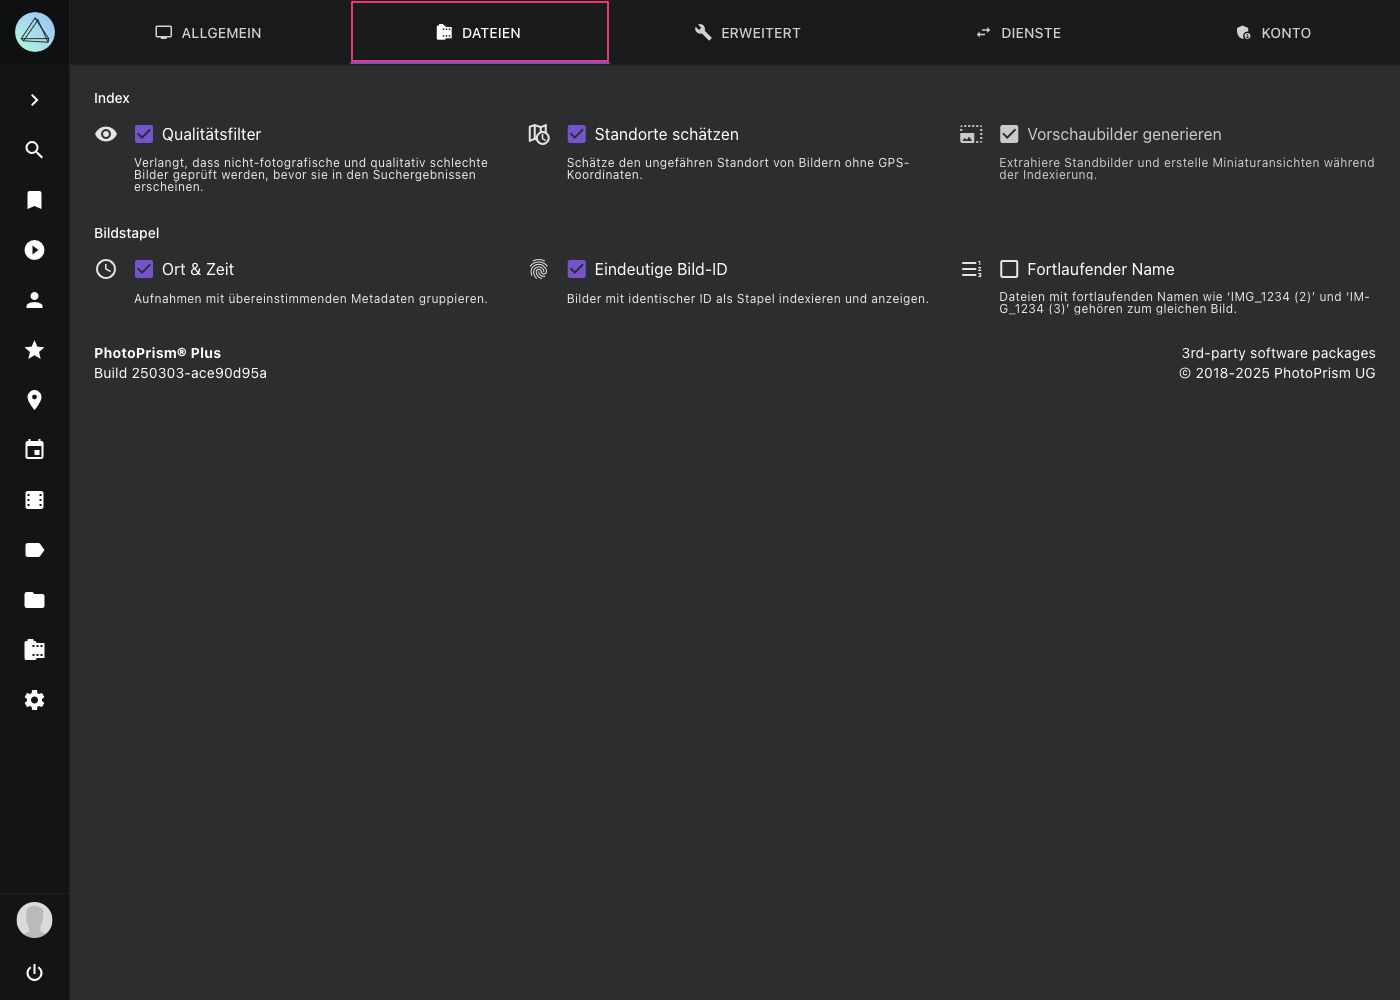 ALLGEMEIN
DATEIEN
ERWEITERT
DIENSTE
KONTO
Index
Qualitätsfilter
Verlangt, dass nicht-fotografische und qualitativ schlechte
Bilder geprüft werden, bevor sie in den Suchergebnissen
erscheinen.
Standorte schätzen
Schätze den ungefähren Standort von Bildern ohne GPS-
Koordinaten.
Vorschaubilder generieren
Extrahiere Standbilder und erstelle Miniaturansichten während
der Indexierung.
Bildstapel
Ort & Zeit
Aufnahmen mit übereinstimmenden Metadaten gruppieren.
Eindeutige Bild-ID
Bilder mit identischer ID als Stapel indexieren und anzeigen.
Fortlaufender Name
Dateien mit fortlaufenden Namen wie ‘IMG_1234 (2)’ und ‘IM-
G_1234 (3)’ gehören zum gleichen Bild.
PhotoPrism® Plus
Build 250303-ace90d95a
3rd-party software packages
© 2018-2025 PhotoPrism UG